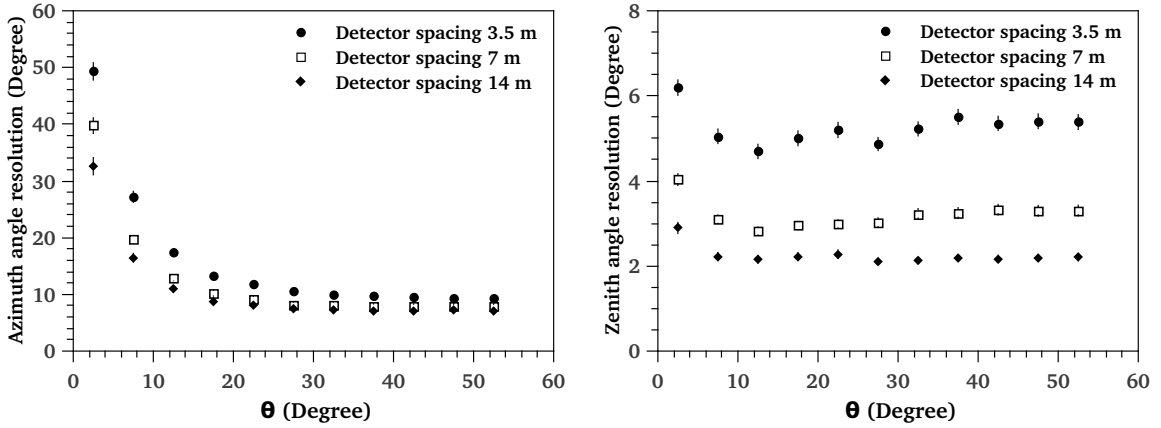 Azimuth angle resolution (Degree)
60
50
40
30
20
10
0
Detector spacing 3.5 m
Detector spacing 7 m
Detector spacing 14 m
0 10 20 30 40 50 60
θ (Degree)
Zenith angle resolution (Degree)
8
6
4
2
0
Detector spacing 3.5 m
Detector spacing 7 m
Detector spacing 14 m
0 10 20 30 40 50 60
θ (Degree)